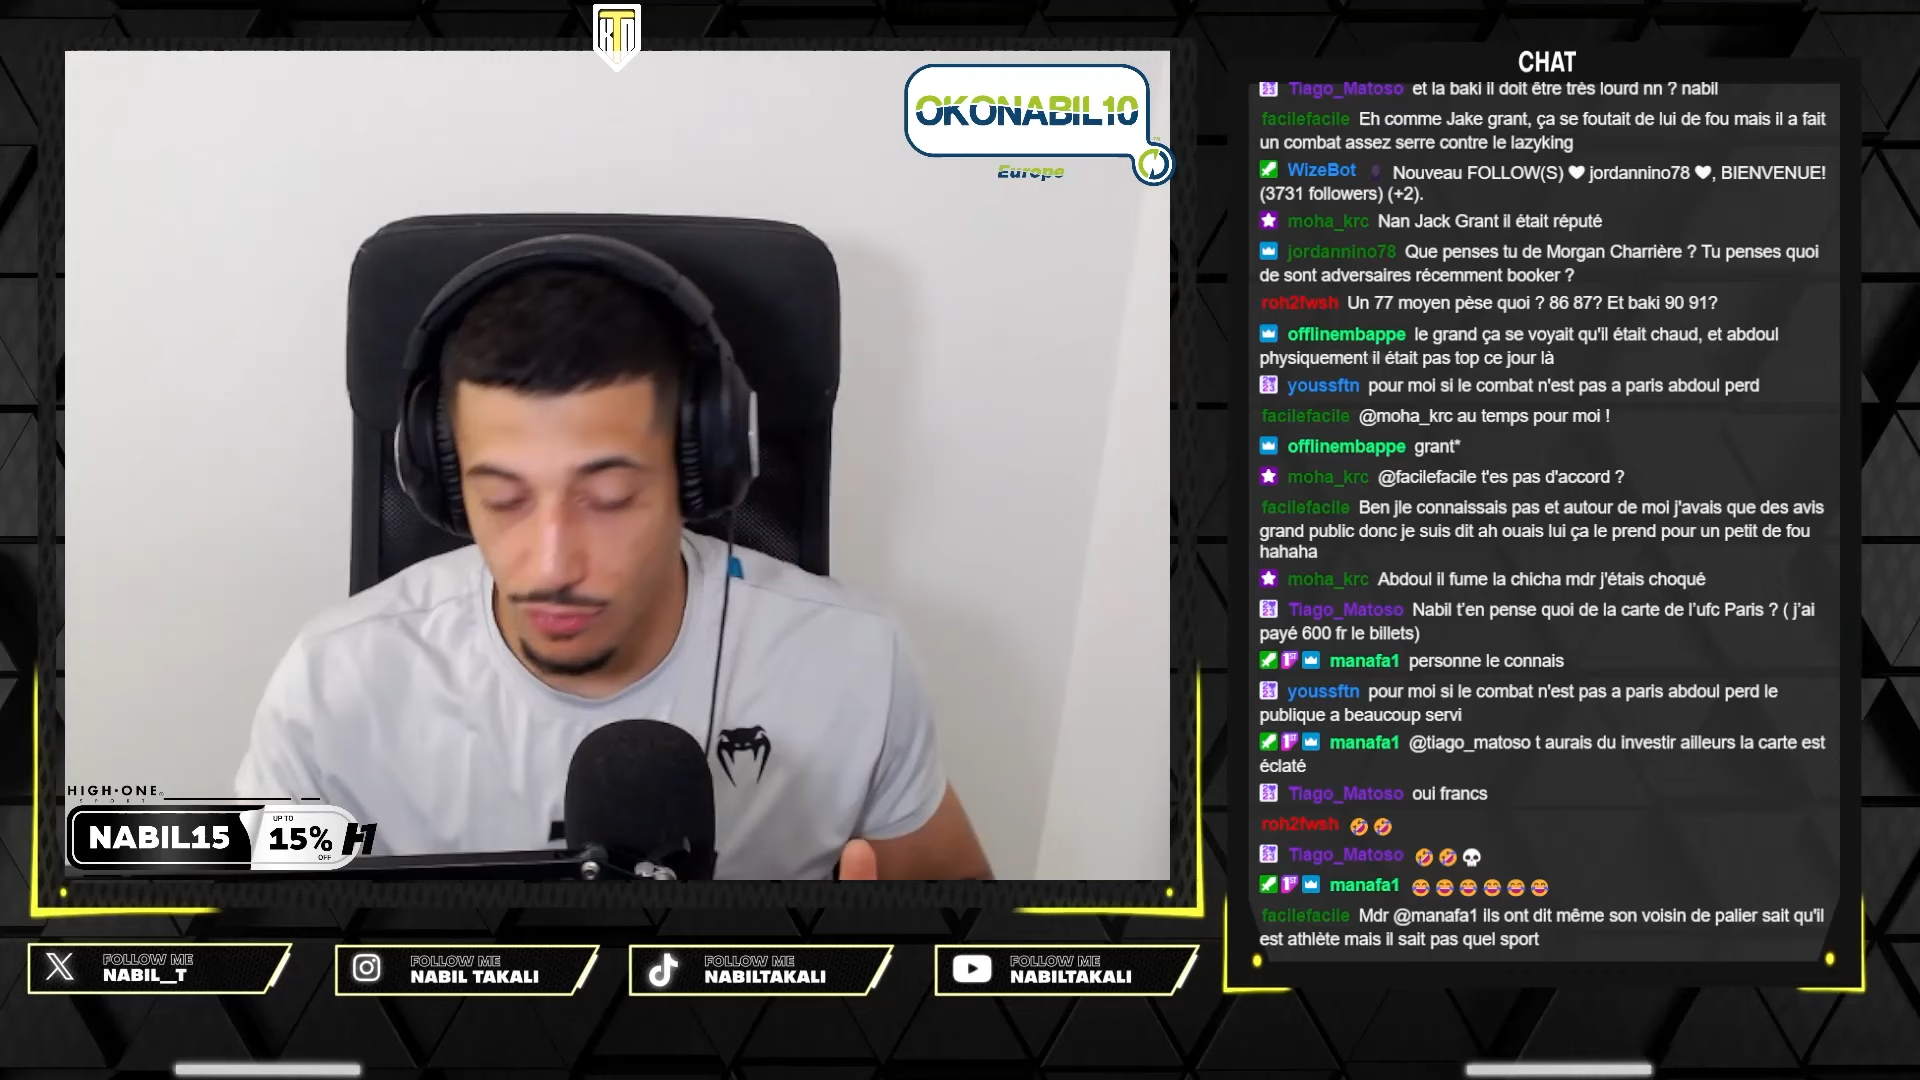 KTN
OKONABIL10
Europe
HIGH·ONE
SPORT
NABIL15
UP TO
15%
OFF
H1
FOLLOW ME
NABIL__T
FOLLOW ME
NABIL TAKALI
FOLLOW ME
NABILTAKALI
FOLLOW ME
NABILTAKALI
CHAT
Tiago_Matoso et la baki il doit être très lourd nn ? nabil
facilefacile Eh comme Jake grant, ça se foutait de lui de fou mais il a fait
un combat assez serre contre le lazyking
WizeBot Nouveau FOLLOW(S) ♥ jordannino78 ♥, BIENVENUE!
(3731 followers) (+2).
moha_krc Nan Jack Grant il était réputé
jordannino78 Que penses tu de Morgan Charrière ? Tu penses quoi
de sont adversaires récemment booker ?
roh2fwsh Un 77 moyen pèse quoi ? 86 87? Et baki 90 91?
offlinembappe le grand ça se voyait qu'il était chaud, et abdoul
physiquement il était pas top ce jour là
youssftn pour moi si le combat n'est pas a paris abdoul perd
facilefacile @moha_krc au temps pour moi !
offlinembappe grant*
moha_krc @facilefacile t'es pas d'accord ?
facilefacile Ben jle connaissais pas et autour de moi j'avais que des avis
grand public donc je suis dit ah ouais lui ça le prend pour un petit de fou
hahaha
moha_krc Abdoul il fume la chicha mdr j'étais choqué
Tiago_Matoso Nabil t'en pense quoi de la carte de l'ufc Paris ? ( j'ai
payé 600 fr le billets)
1ST manafa1 personne le connais
youssftn pour moi si le combat n'est pas a paris abdoul perd le
publique a beaucoup servi
1ST manafa1 @tiago_matoso t aurais du investir ailleurs la carte est
éclaté
Tiago_Matoso oui francs
roh2fwsh 🤣🤣
Tiago_Matoso 🤣🤣💀
1ST manafa1 😂😂😂😂😂😂
facilefacile Mdr @manafa1 ils ont dit même son voisin de palier sait qu'il
est athlète mais il sait pas quel sport